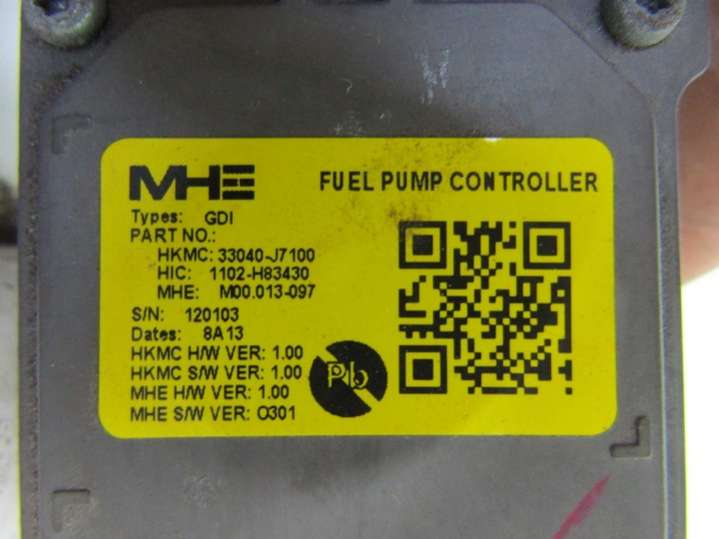 MHE
FUEL PUMP CONTROLLER
Types: GDI
PART NO.:
HKMC: 33040-J7100
HIC: 1102-H83430
MHE: M00.013-097
S/N: 120103
Dates: 8A13
HKMC H/W VER: 1.00
HKMC S/W VER: 1.00
MHE H/W VER: 1.00
MHE S/W VER: O301
Pb